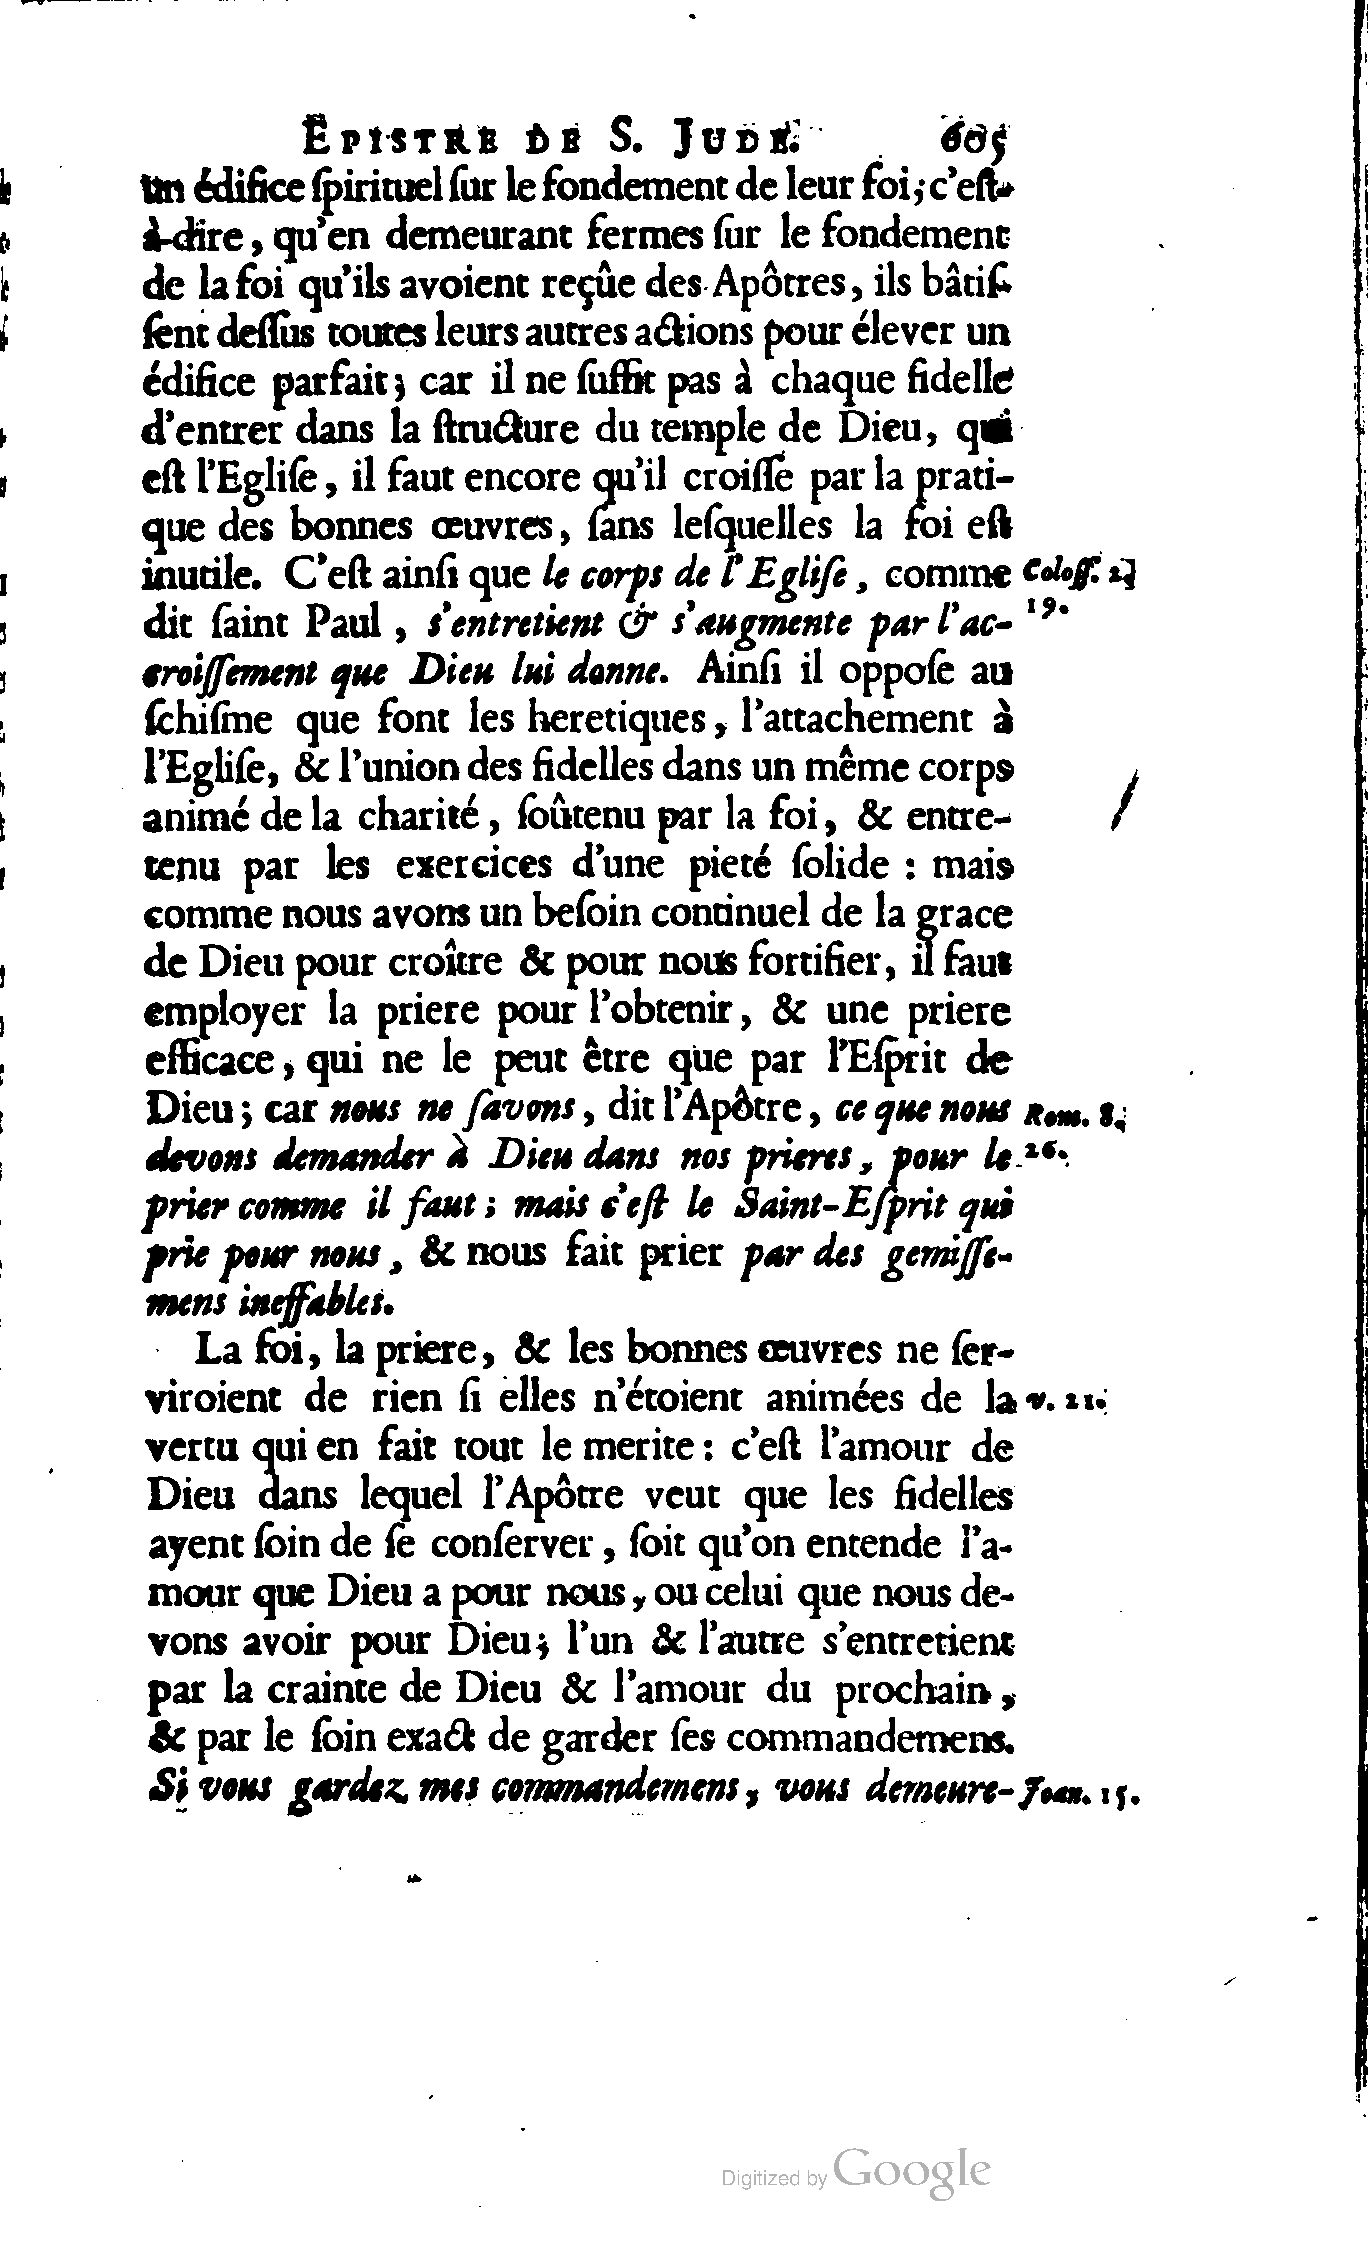 EPISTRE DE S. JUDE. 605
un édifice ſpirituel ſur le fondement de leur foi; c'eſt-
à-dire, qu'en demeurant fermes ſur le fondement
de la foi qu'ils avoient reçûe des Apôtres, ils bâtiſ-
ſent deſſus toutes leurs autres actions pour élever un
édifice parfait; car il ne ſuffit pas à chaque fidelle
d'entrer dans la ſtructure du temple de Dieu, qui
eſt l'Egliſe, il faut encore qu'il croiſſe par la prati-
que des bonnes œuvres, ſans leſquelles la foi eſt
inutile. C'eſt ainſi que le corps de l'Egliſe, comme Coloſſ. 2.
dit ſaint Paul, s'entretient & s'augmente par l'ac- 19.
croiſſement que Dieu lui donne. Ainſi il oppoſe au
ſchiſme que font les heretiques, l'attachement à
l'Egliſe, & l'union des fidelles dans un même corps
animé de la charité, ſoûtenu par la foi, & entre-
tenu par les exercices d'une pieté ſolide : mais
comme nous avons un beſoin continuel de la grace
de Dieu pour croître & pour nous fortifier, il faut
employer la priere pour l'obtenir, & une priere
efficace, qui ne le peut être que par l'Eſprit de
Dieu; car nous ne ſavons, dit l'Apôtre, ce que nous Rom. 8.
devons demander à Dieu dans nos prieres, pour le 26.
prier comme il faut; mais c'eſt le Saint-Eſprit qui
prie pour nous, & nous fait prier par des gemiſſe-
mens ineffables.
La foi, la priere, & les bonnes œuvres ne ſer-
viroient de rien ſi elles n'étoient animées de la v. 21.
vertu qui en fait tout le merite : c'eſt l'amour de
Dieu dans lequel l'Apôtre veut que les fidelles
ayent ſoin de ſe conſerver, ſoit qu'on entende l'a-
mour que Dieu a pour nous, ou celui que nous de-
vons avoir pour Dieu; l'un & l'autre s'entretient
par la crainte de Dieu & l'amour du prochain,
& par le ſoin exact de garder ſes commandemens.
Si vous gardez mes commandemens, vous demeure- Joan. 15.
Digitized by Google